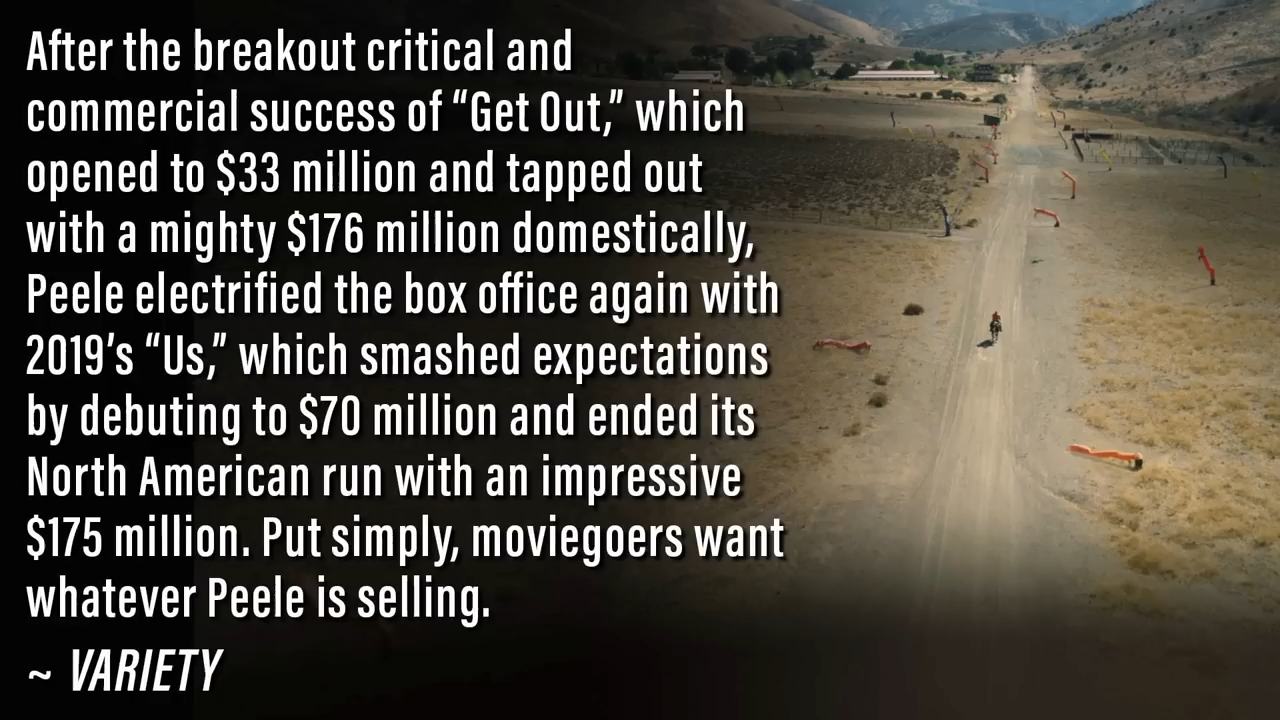 After the breakout critical and
commercial success of “Get Out,” which
opened to $33 million and tapped out
with a mighty $176 million domestically,
Peele electrified the box office again with
2019’s “Us,” which smashed expectations
by debuting to $70 million and ended its
North American run with an impressive
$175 million. Put simply, moviegoers want
whatever Peele is selling.
~ VARIETY